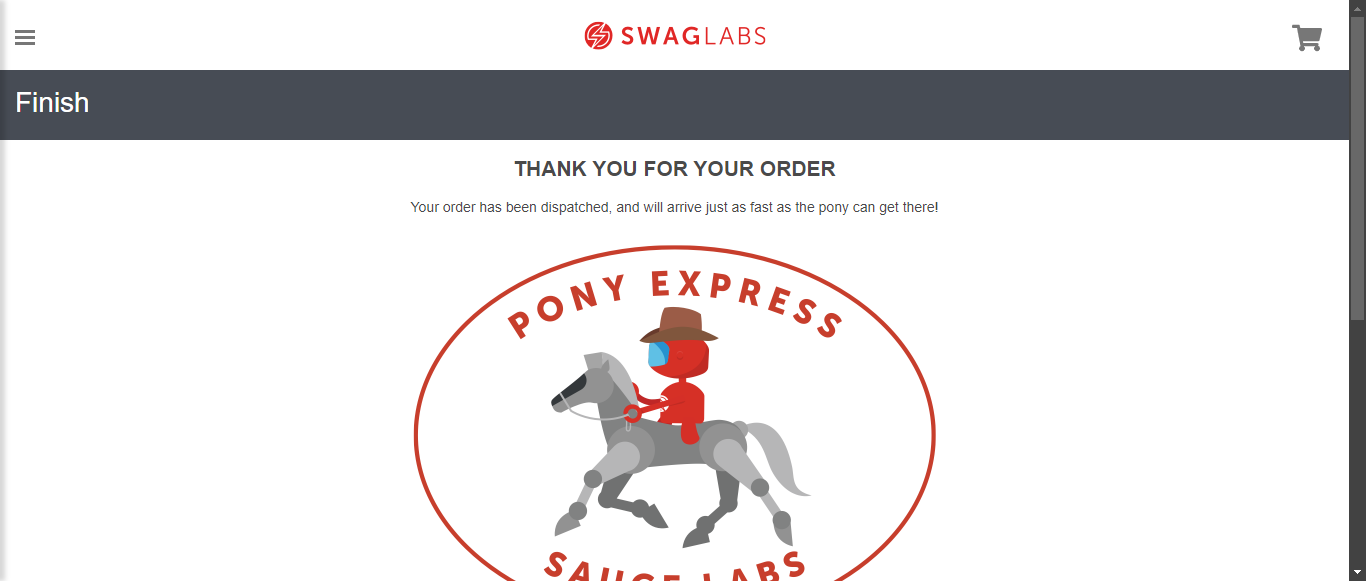 SWAGLABS
Finish
THANK YOU FOR YOUR ORDER
Your order has been dispatched, and will arrive just as fast as the pony can get there!
PONY EXPRESS
SAUCE LABS